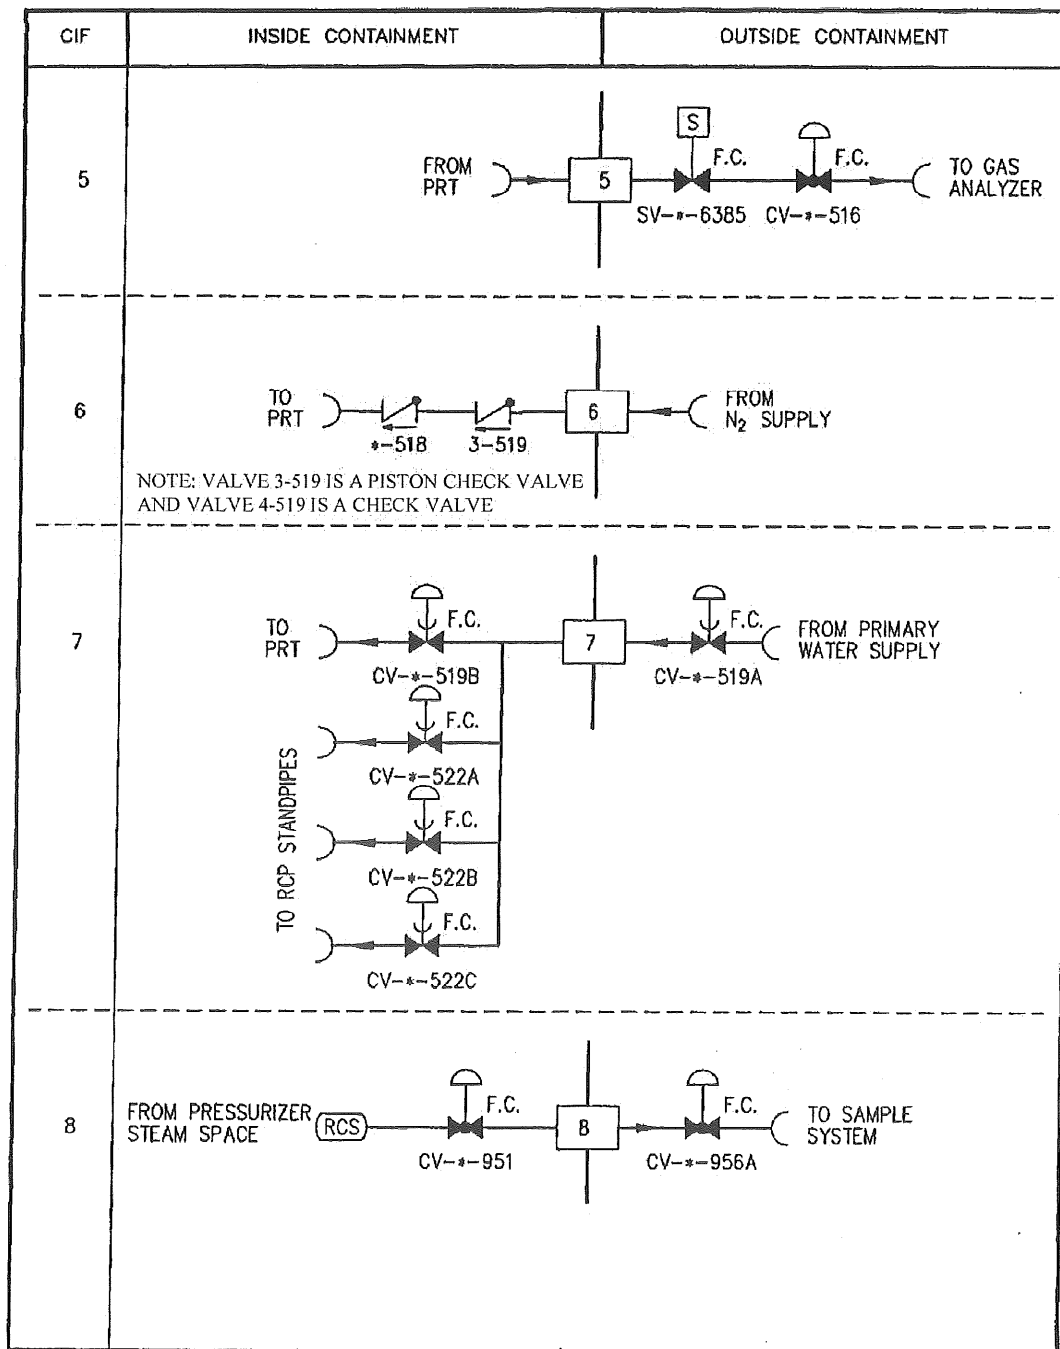 CIF INSIDE CONTAINMENT OUTSIDE CONTAINMENT
5
FROM
PRT
5
S
F.C.
F.C.
SV-*-6385
CV-*-516
TO GAS
ANALYZER
6
TO
PRT
*-518
3-519
6
FROM
N₂ SUPPLY
NOTE: VALVE 3-519 IS A PISTON CHECK VALVE
AND VALVE 4-519 IS A CHECK VALVE
7
TO
PRT
F.C.
CV-*-519B
7
F.C.
CV-*-519A
FROM PRIMARY
WATER SUPPLY
TO RCP STANDPIPES
F.C.
CV-*-522A
F.C.
CV-*-522B
F.C.
CV-*-522C
8
FROM PRESSURIZER
STEAM SPACE
RCS
F.C.
CV-*-951
8
F.C.
CV-*-956A
TO SAMPLE
SYSTEM